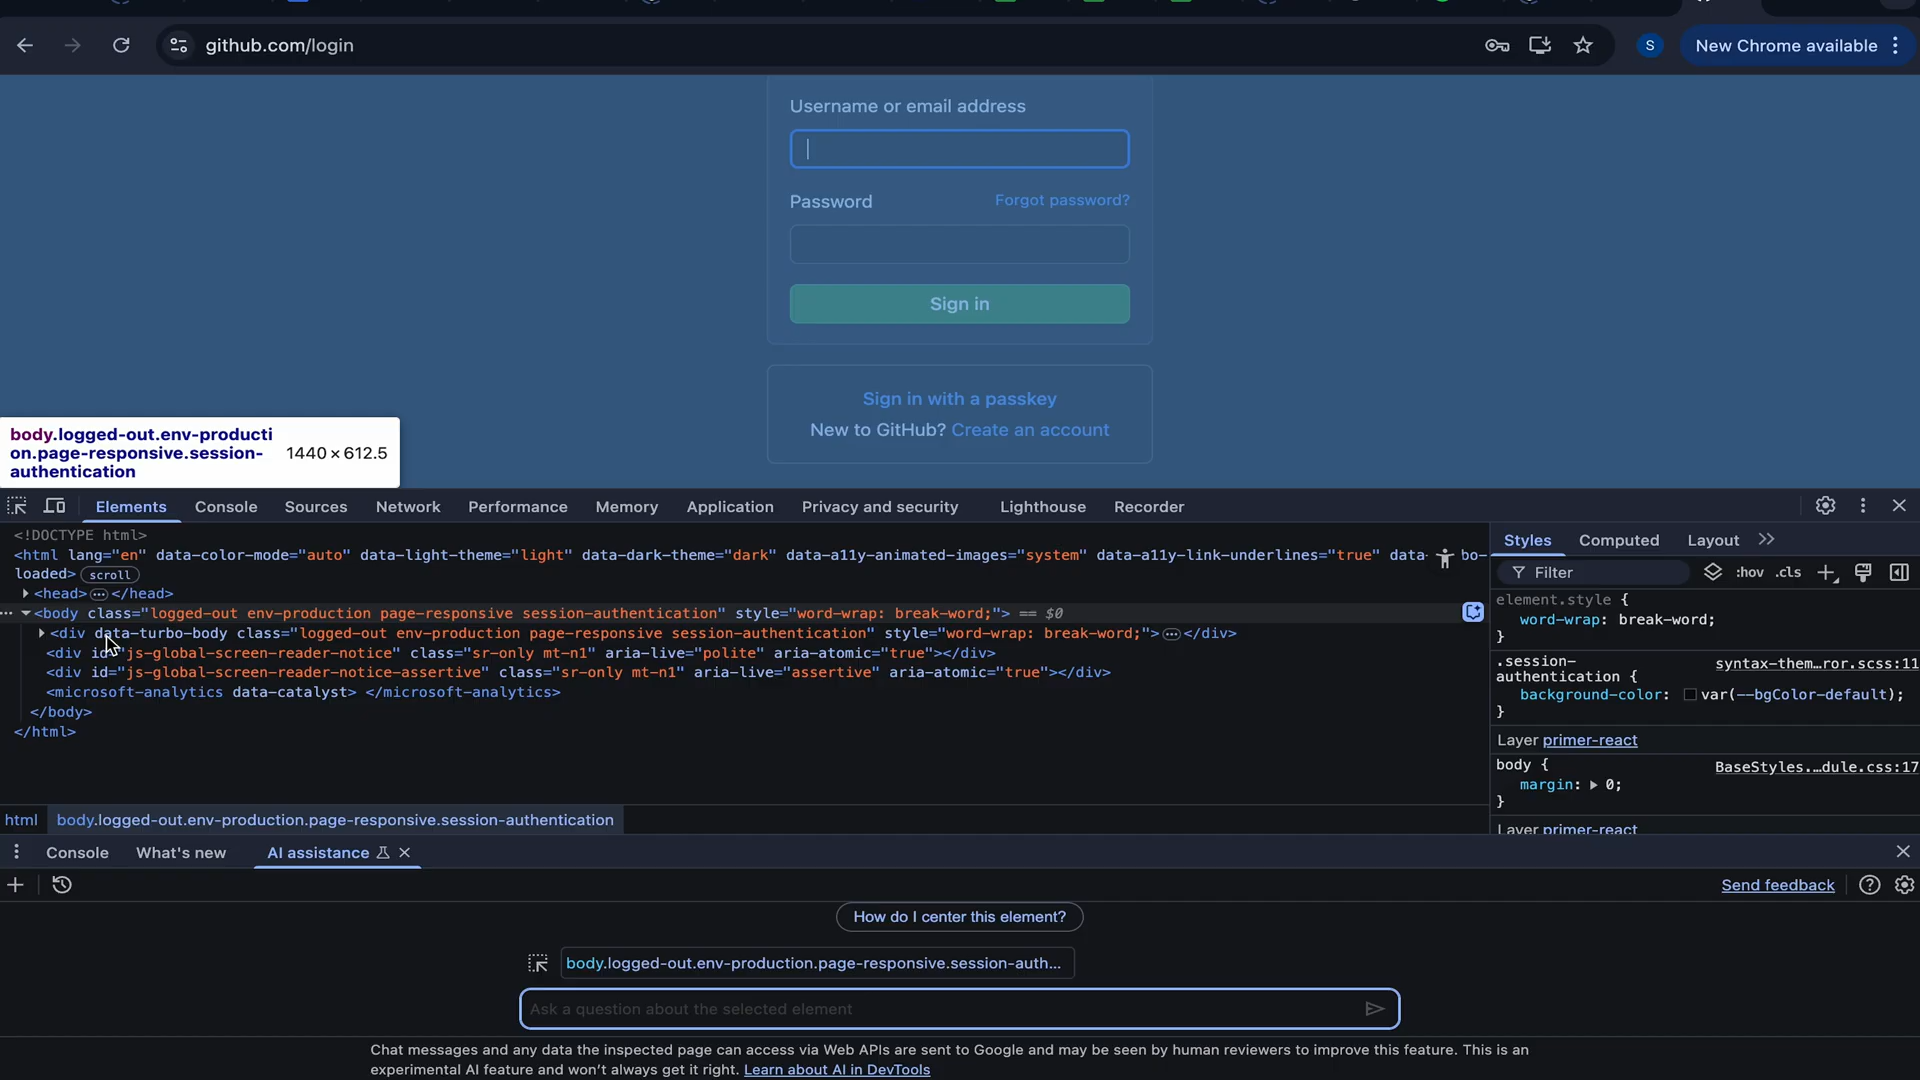 github.com/login
S
New Chrome available
Username or email address
Password
Forgot password?
Sign in
Sign in with a passkey
New to GitHub? Create an account
body.logged-out.env-producti
on.page-responsive.session-
authentication
1440 × 612.5
Elements
Console
Sources
Network
Performance
Memory
Application
Privacy and security
Lighthouse
Recorder
<!DOCTYPE html>
<html lang="en" data-color-mode="auto" data-light-theme="light" data-dark-theme="dark" data-a11y-animated-images="system" data-a11y-link-underlines="true" data- bo-
loaded> scroll
<head> ⋯ </head>
<body class="logged-out env-production page-responsive session-authentication" style="word-wrap: break-word;"> == $0
<div data-turbo-body class="logged-out env-production page-responsive session-authentication" style="word-wrap: break-word;"> ⋯ </div>
<div id="js-global-screen-reader-notice" class="sr-only mt-n1" aria-live="polite" aria-atomic="true"></div>
<div id="js-global-screen-reader-notice-assertive" class="sr-only mt-n1" aria-live="assertive" aria-atomic="true"></div>
<microsoft-analytics data-catalyst> </microsoft-analytics>
</body>
</html>
html
body.logged-out.env-production.page-responsive.session-authentication
Styles
Computed
Layout
Filter
:hov
.cls
element.style {
word-wrap: break-word;
}
.session-
authentication {
syntax-them…ror.scss:11
background-color: var(--bgColor-default);
}
Layer primer-react
body {
BaseStyles.…dule.css:17
margin: 0;
}
Layer primer-react
Console
What's new
AI assistance
Send feedback
How do I center this element?
body.logged-out.env-production.page-responsive.session-auth...
Ask a question about the selected element
Chat messages and any data the inspected page can access via Web APIs are sent to Google and may be seen by human reviewers to improve this feature. This is an
experimental AI feature and won't always get it right. Learn about AI in DevTools